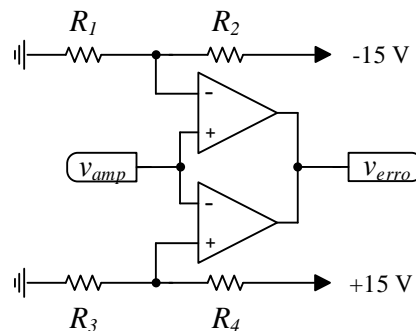 R1 R2
-15 V
-
+
vamp verro
-
+
+15 V
R3 R4